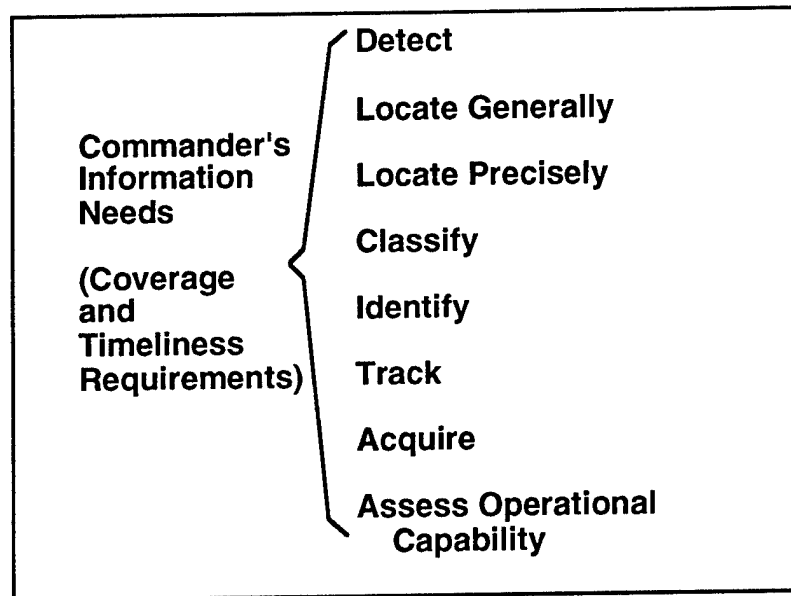 Commander's
Information
Needs
(Coverage
and
Timeliness
Requirements)
Detect
Locate Generally
Locate Precisely
Classify
Identify
Track
Acquire
Assess Operational
Capability